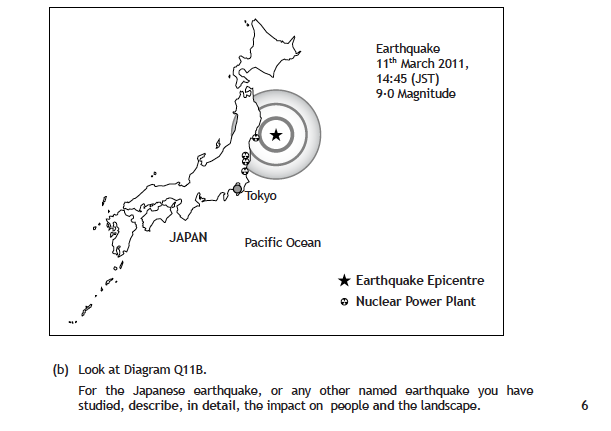 Earthquake
11th March 2011,
14:45 (JST)
9·0 Magnitude
Tokyo
JAPAN
Pacific Ocean
Earthquake Epicentre
Nuclear Power Plant
(b) Look at Diagram Q11B.
For the Japanese earthquake, or any other named earthquake you have
studied, describe, in detail, the impact on people and the landscape. 6